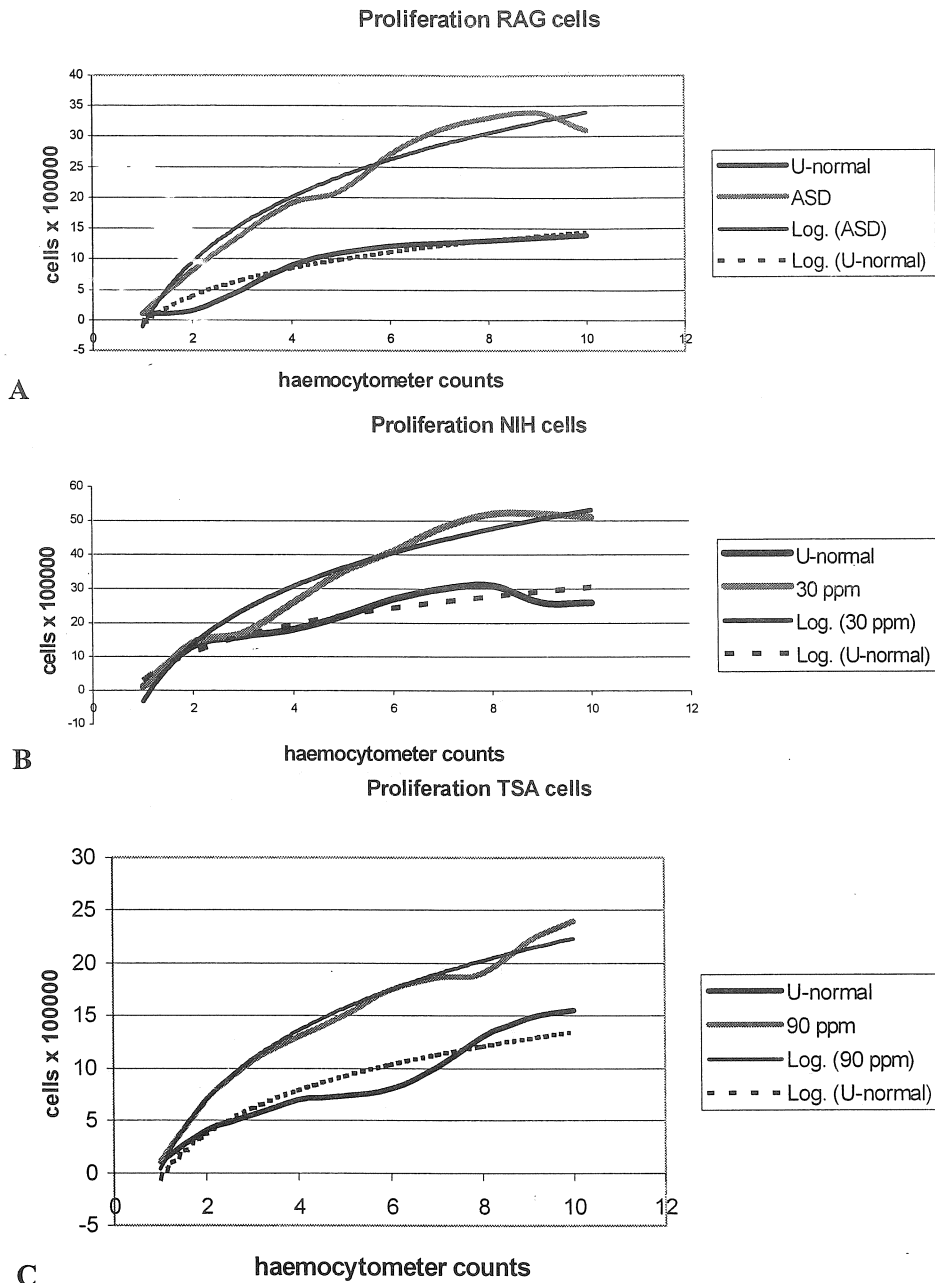 Proliferation RAG cells
40
35
30
25
20
15
10
5
0
-5
0 2 4 6 8 10 12
cells x 100000
haemocytometer counts
U-normal
ASD
Log. (ASD)
Log. (U-normal)
A
Proliferation NIH cells
60
50
40
30
20
10
0
-10
0 2 4 6 8 10 12
cells x 100000
haemocytometer counts
U-normal
30 ppm
Log. (30 ppm)
Log. (U-normal)
B
Proliferation TSA cells
30
25
20
15
10
5
0
-5
0 2 4 6 8 10 12
cells x 100000
haemocytometer counts
U-normal
90 ppm
Log. (90 ppm)
Log. (U-normal)
C